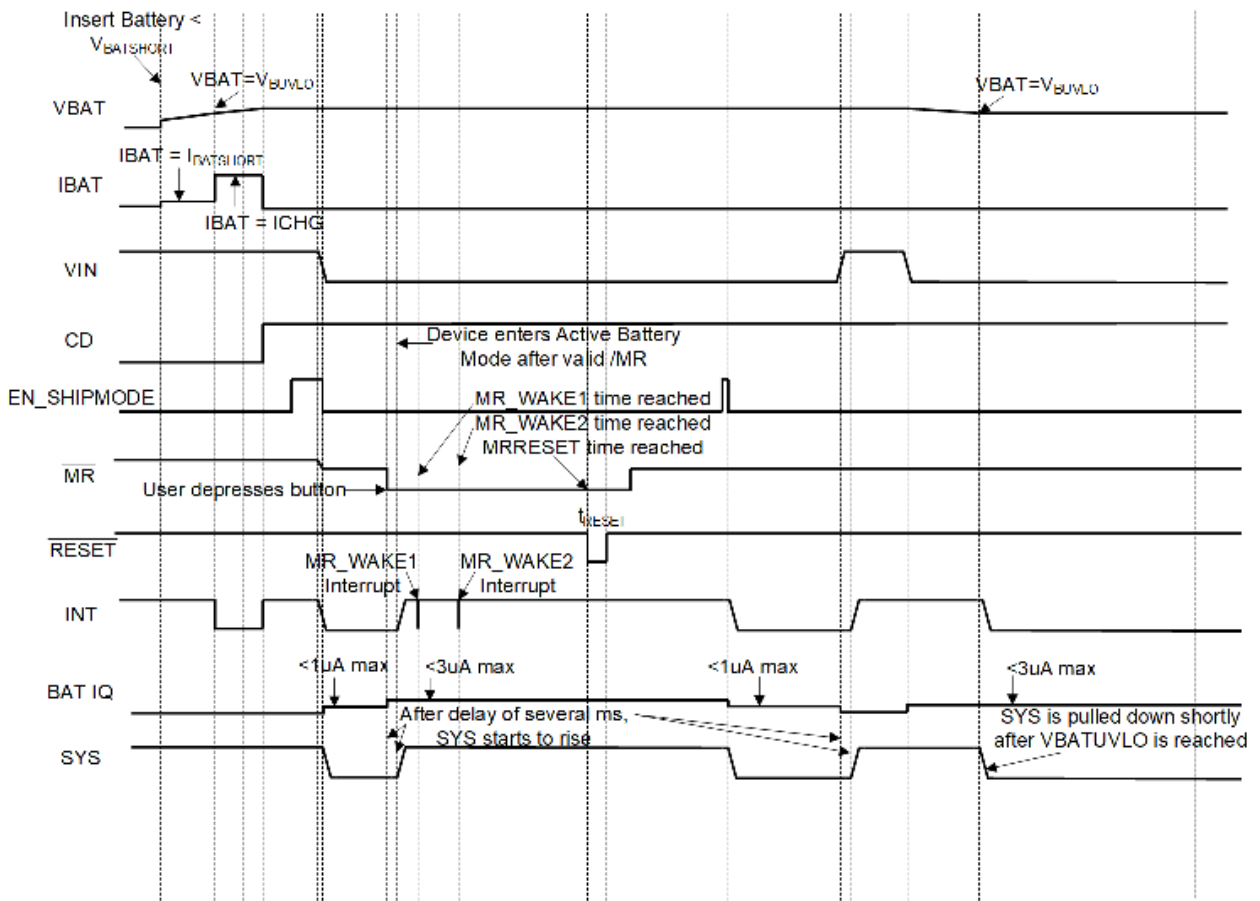 Insert Battery <
VBATSHORT
VBAT=VBUVLO
VBAT=VBUVLO
VBAT
IBAT = IBATSHORT
IBAT
IBAT = ICHG
VIN
CD
Device enters Active Battery
Mode after valid /MR
EN_SHIPMODE
MR_WAKE1 time reached
MR_WAKE2 time reached
MRRESET time reached
MR
User depresses button
tRESET
RESET
MR_WAKE1
Interrupt
MR_WAKE2
Interrupt
INT
<1uA max
<3uA max
<1uA max
<3uA max
BAT IQ
After delay of several ms,
SYS starts to rise
SYS is pulled down shortly
after VBATUVLO is reached
SYS